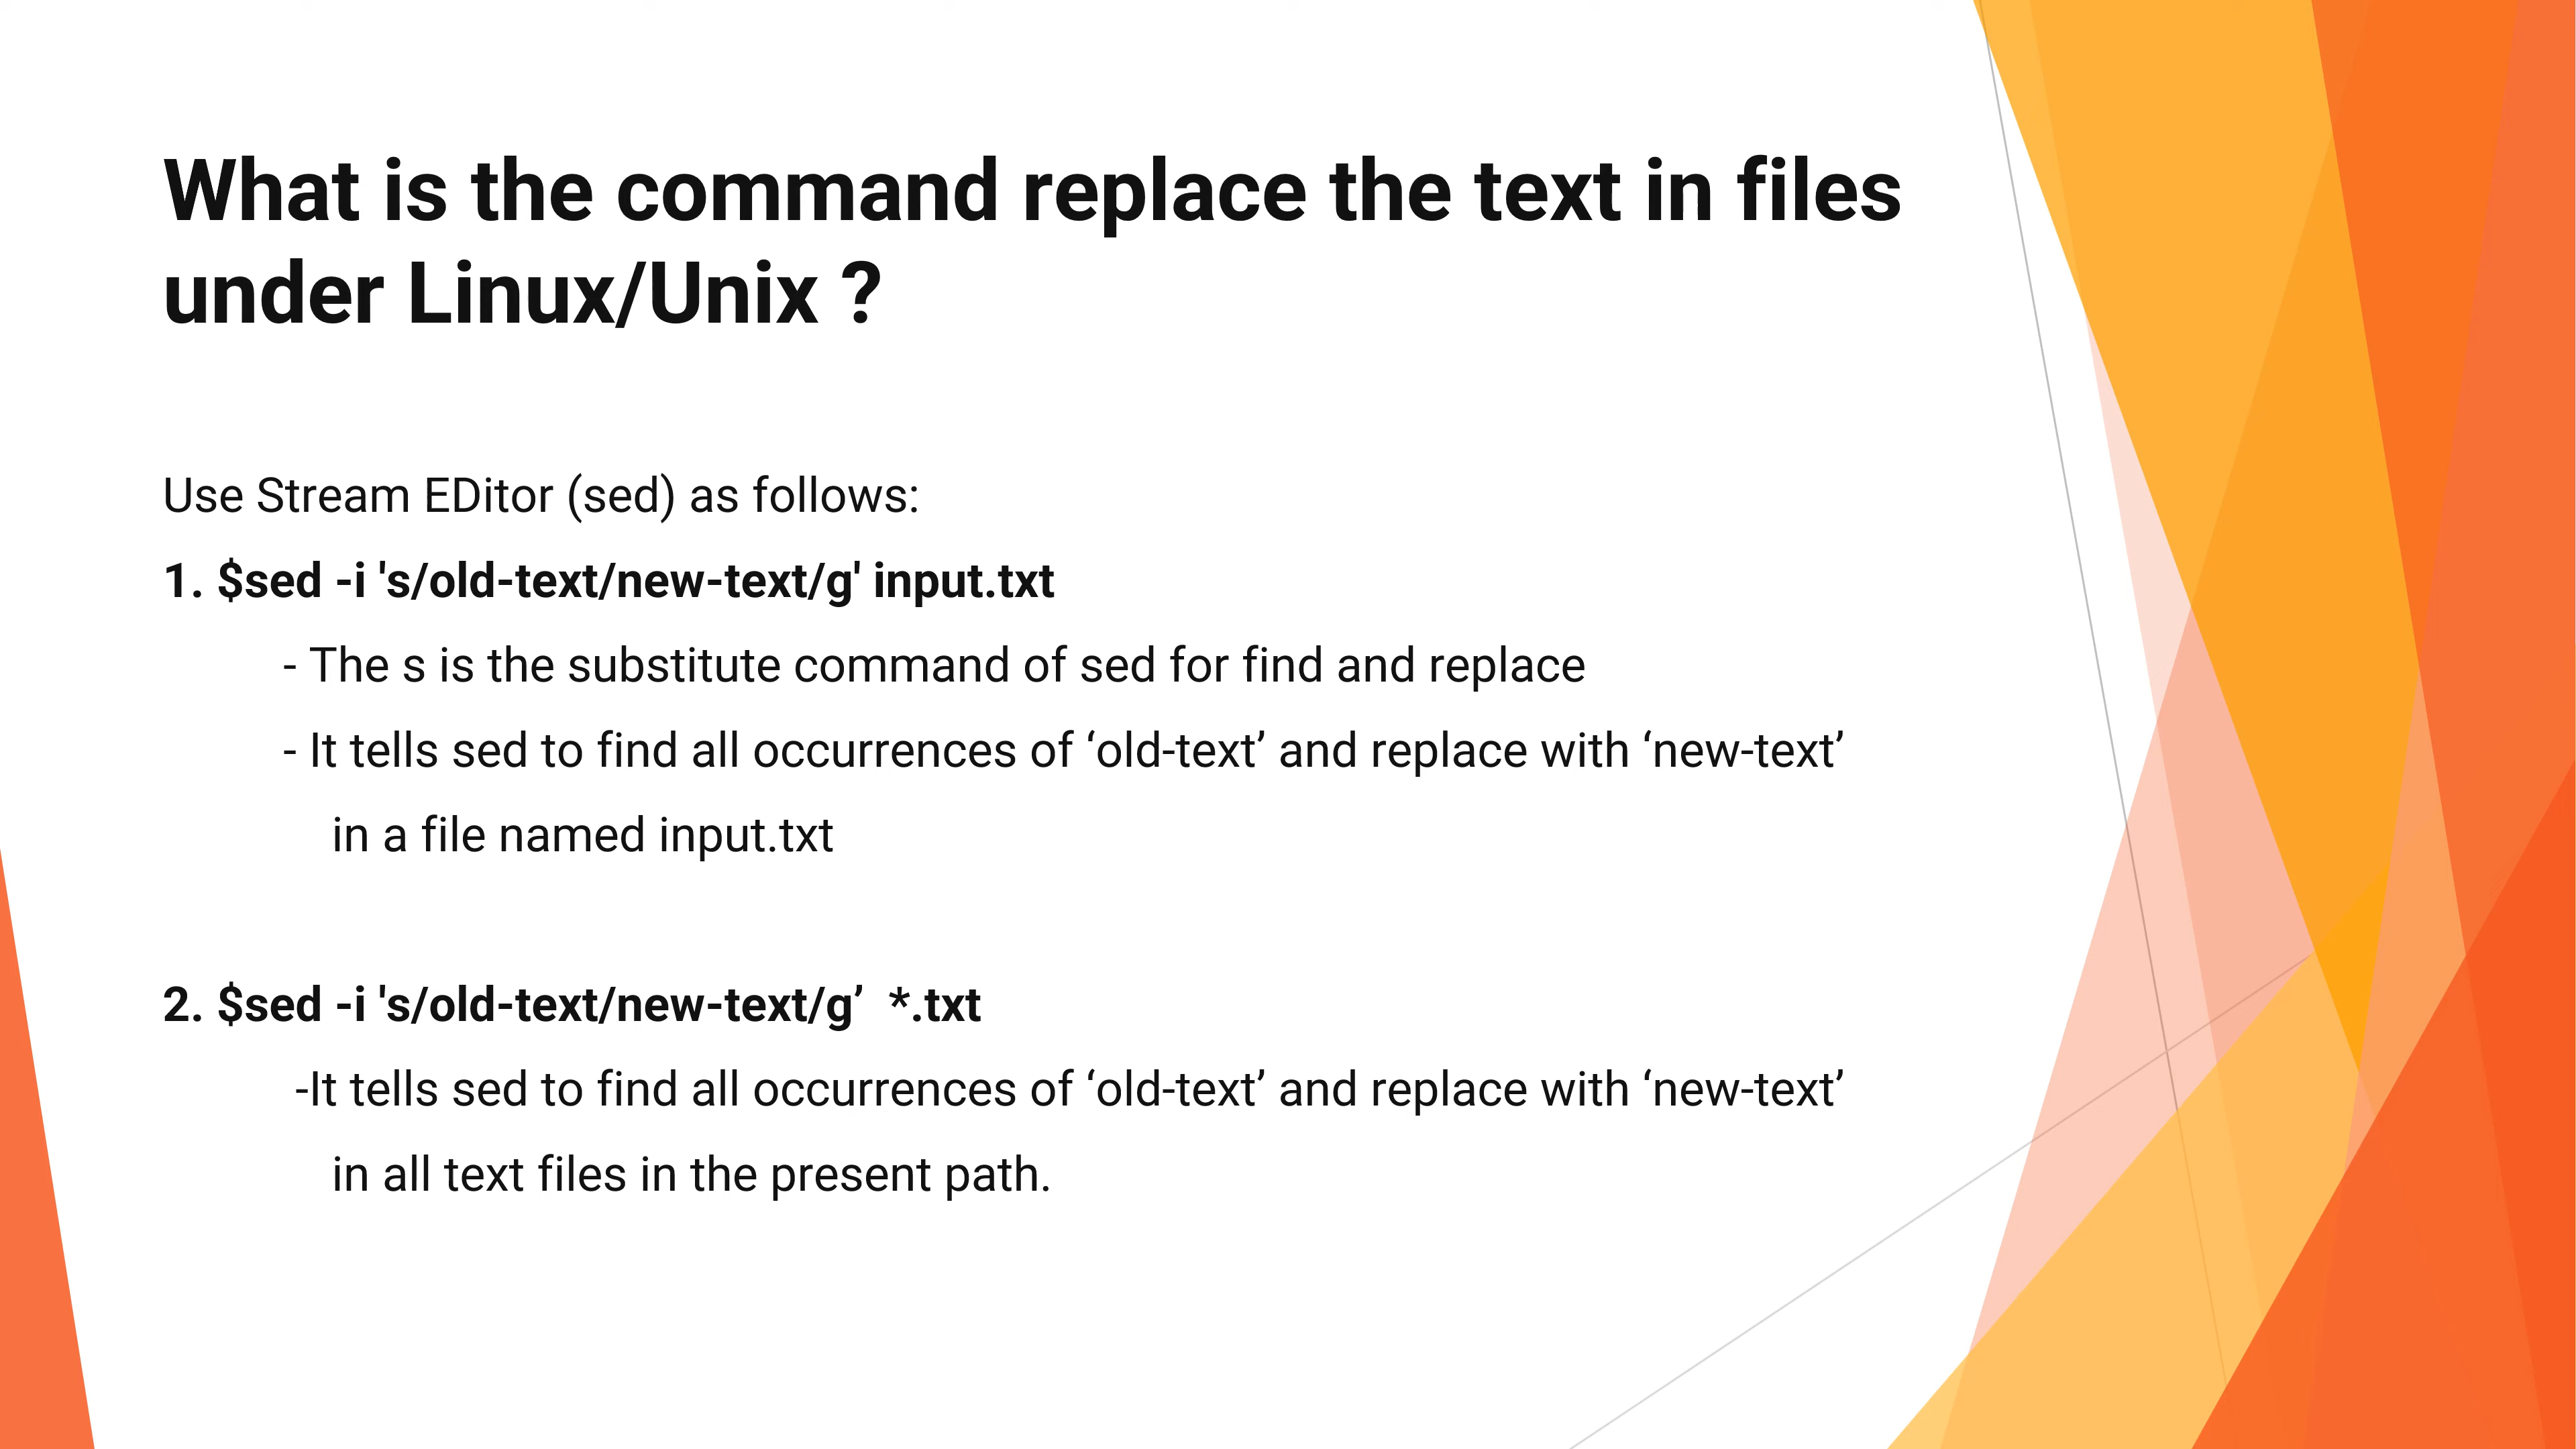 What is the command replace the text in files
under Linux/Unix ?
Use Stream EDitor (sed) as follows:
1. $sed -i 's/old-text/new-text/g' input.txt
- The s is the substitute command of sed for find and replace
- It tells sed to find all occurrences of ‘old-text’ and replace with ‘new-text’
in a file named input.txt
2. $sed -i 's/old-text/new-text/g’  *.txt
-It tells sed to find all occurrences of ‘old-text’ and replace with ‘new-text’
in all text files in the present path.